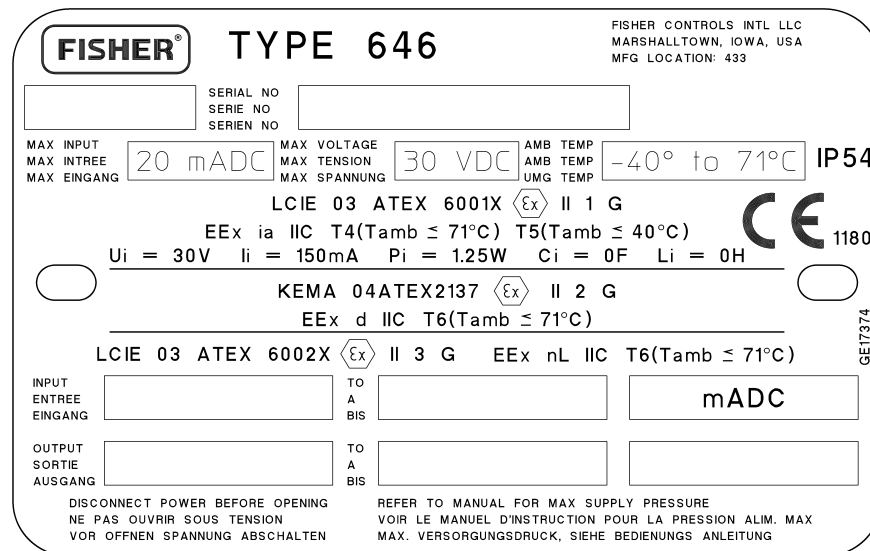 FISHER® TYPE 646
FISHER CONTROLS INTL LLC
MARSHALLTOWN, IOWA, USA
MFG LOCATION: 433
SERIAL NO
SERIE NO
SERIEN NO
MAX INPUT
MAX INTREE
MAX EINGANG
20 mADC
MAX VOLTAGE
MAX TENSION
MAX SPANNUNG
30 VDC
AMB TEMP
AMB TEMP
UMG TEMP
-40° to 71°C
IP54
LCIE 03 ATEX 6001X Ex II 1 G
EEx ia IIC T4(Tamb ≤ 71°C) T5(Tamb ≤ 40°C)
Ui = 30V Ii = 150mA Pi = 1.25W Ci = 0F Li = 0H
CE 1180
KEMA 04ATEX2137 Ex II 2 G
EEx d IIC T6(Tamb ≤ 71°C)
LCIE 03 ATEX 6002X Ex II 3 G EEx nL IIC T6(Tamb ≤ 71°C)
GE17374
INPUT
ENTREE
EINGANG
TO
A
BIS
mADC
OUTPUT
SORTIE
AUSGANG
TO
A
BIS
DISCONNECT POWER BEFORE OPENING
NE PAS OUVRIR SOUS TENSION
VOR OFFNEN SPANNUNG ABSCHALTEN
REFER TO MANUAL FOR MAX SUPPLY PRESSURE
VOIR LE MANUEL D'INSTRUCTION POUR LA PRESSION ALIM. MAX
MAX. VERSORGUNGSDRUCK, SIEHE BEDIENUNGS ANLEITUNG